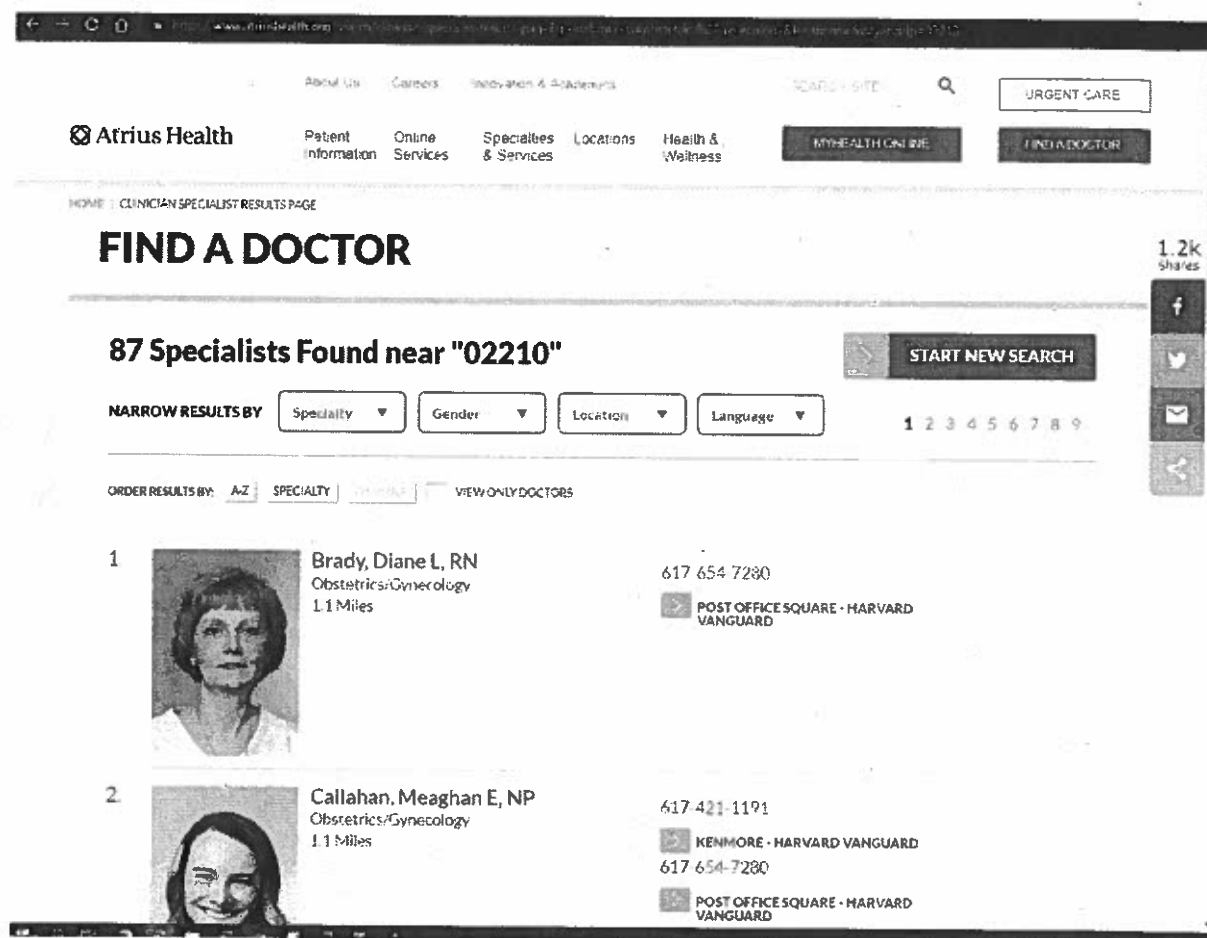 www.atriushealth.org
About Us Careers Innovation & Academics SEARCH SITE URGENT CARE
Atrius Health
Patient Information Online Services Specialties & Services Locations Health & Wellness MYHEALTH ONLINE FIND A DOCTOR
HOME CLINICIAN SPECIALIST RESULTS PAGE
FIND A DOCTOR
1.2k
Shares
87 Specialists Found near "02210"
START NEW SEARCH
NARROW RESULTS BY Specialty Gender Location Language 1 2 3 4 5 6 7 8 9
ORDER RESULTS BY: A-Z SPECIALTY VIEW ONLY DOCTORS
1 Brady, Diane L, RN
Obstetrics/Gynecology
1.1 Miles
617-654-7280
POST OFFICE SQUARE - HARVARD
VANGUARD
2. Callahan, Meaghan E, NP
Obstetrics/Gynecology
1.1 Miles
617-421-1191
KENMORE - HARVARD VANGUARD
617-654-7280
POST OFFICE SQUARE - HARVARD
VANGUARD